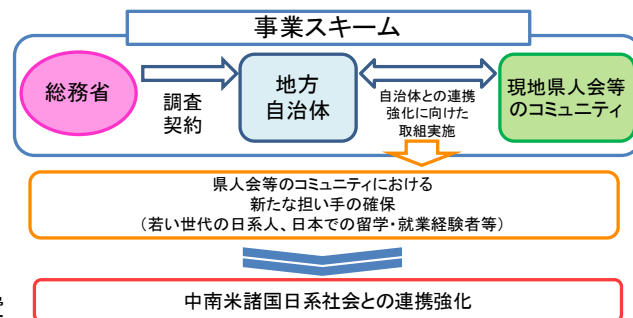 事業スキーム
総務省
調査
契約
地方
自治体
自治体との連携
強化に向けた
取組実施
現地県人会等
のコミュニティ
県人会等のコミュニティにおける
新たな担い手の確保
(若い世代の日系人、日本での留学・就業経験者等)
中南米諸国日系社会との連携強化